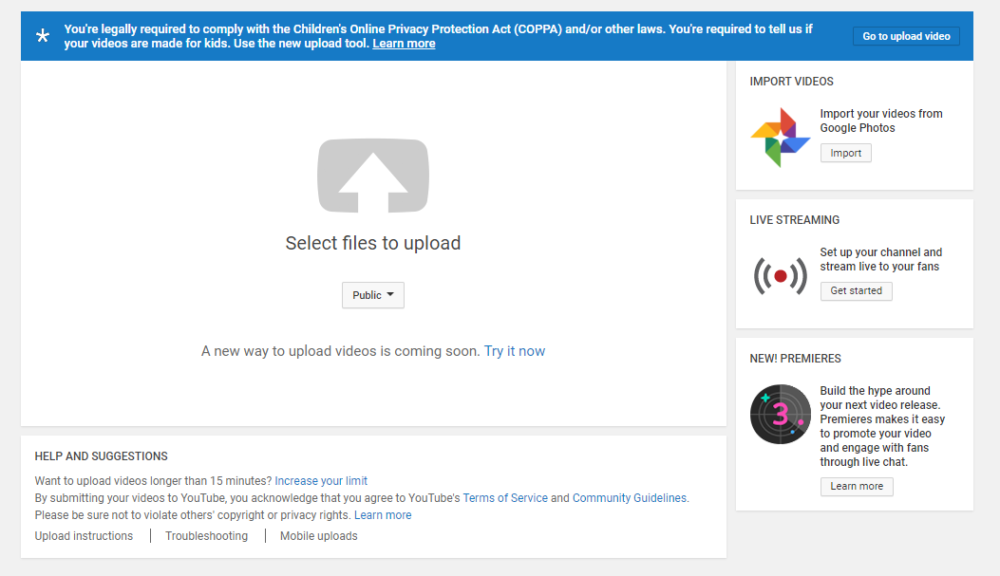 You're legally required to comply with the Children's Online Privacy Protection Act (COPPA) and/or other laws. You're required to tell us if
your videos are made for kids. Use the new upload tool. Learn more
Go to upload video
Select files to upload
Public
A new way to upload videos is coming soon. Try it now
HELP AND SUGGESTIONS
Want to upload videos longer than 15 minutes? Increase your limit
By submitting your videos to YouTube, you acknowledge that you agree to YouTube's Terms of Service and Community Guidelines.
Please be sure not to violate others' copyright or privacy rights. Learn more
Upload instructions
Troubleshooting
Mobile uploads
IMPORT VIDEOS
Import your videos from
Google Photos
Import
LIVE STREAMING
Set up your channel and
stream live to your fans
Get started
NEW! PREMIERES
3
Build the hype around
your next video release.
Premieres makes it easy
to promote your video
and engage with fans
through live chat.
Learn more